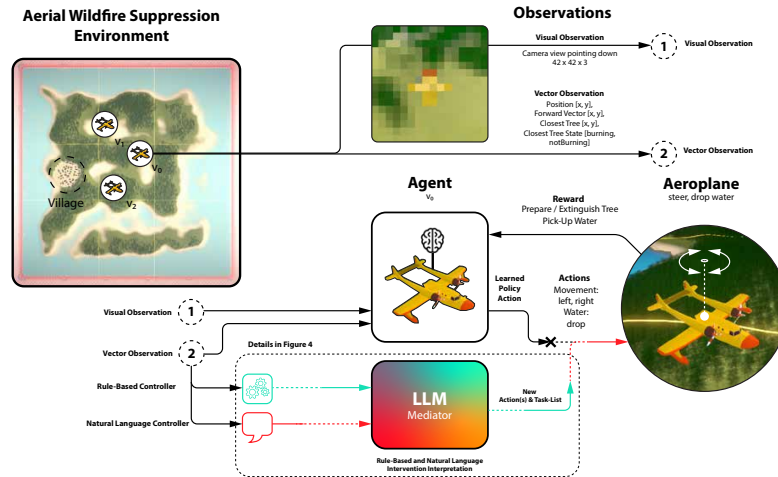 Aerial Wildfire Suppression
Environment
V1
V0
V2
Village
Observations
Visual Observation
Camera view pointing down
42 x 42 x 3
1
Visual Observation
Vector Observation
Position [x, y],
Forward Vector [x, y],
Closest Tree [x, y],
Closest Tree State [burning,
notBurning]
2
Vector Observation
Agent
V0
Reward
Prepare / Extinguish Tree
Pick-Up Water
Aeroplane
steer, drop water
Learned
Policy
Action
Actions
Movement:
left, right
Water:
drop
Visual Observation
1
Vector Observation
2
Details in Figure 4
Rule-Based Controller
Natural Language Controller
LLM
Mediator
New
Action(s) & Task-List
Rule-Based and Natural Language
Intervention Interpretation